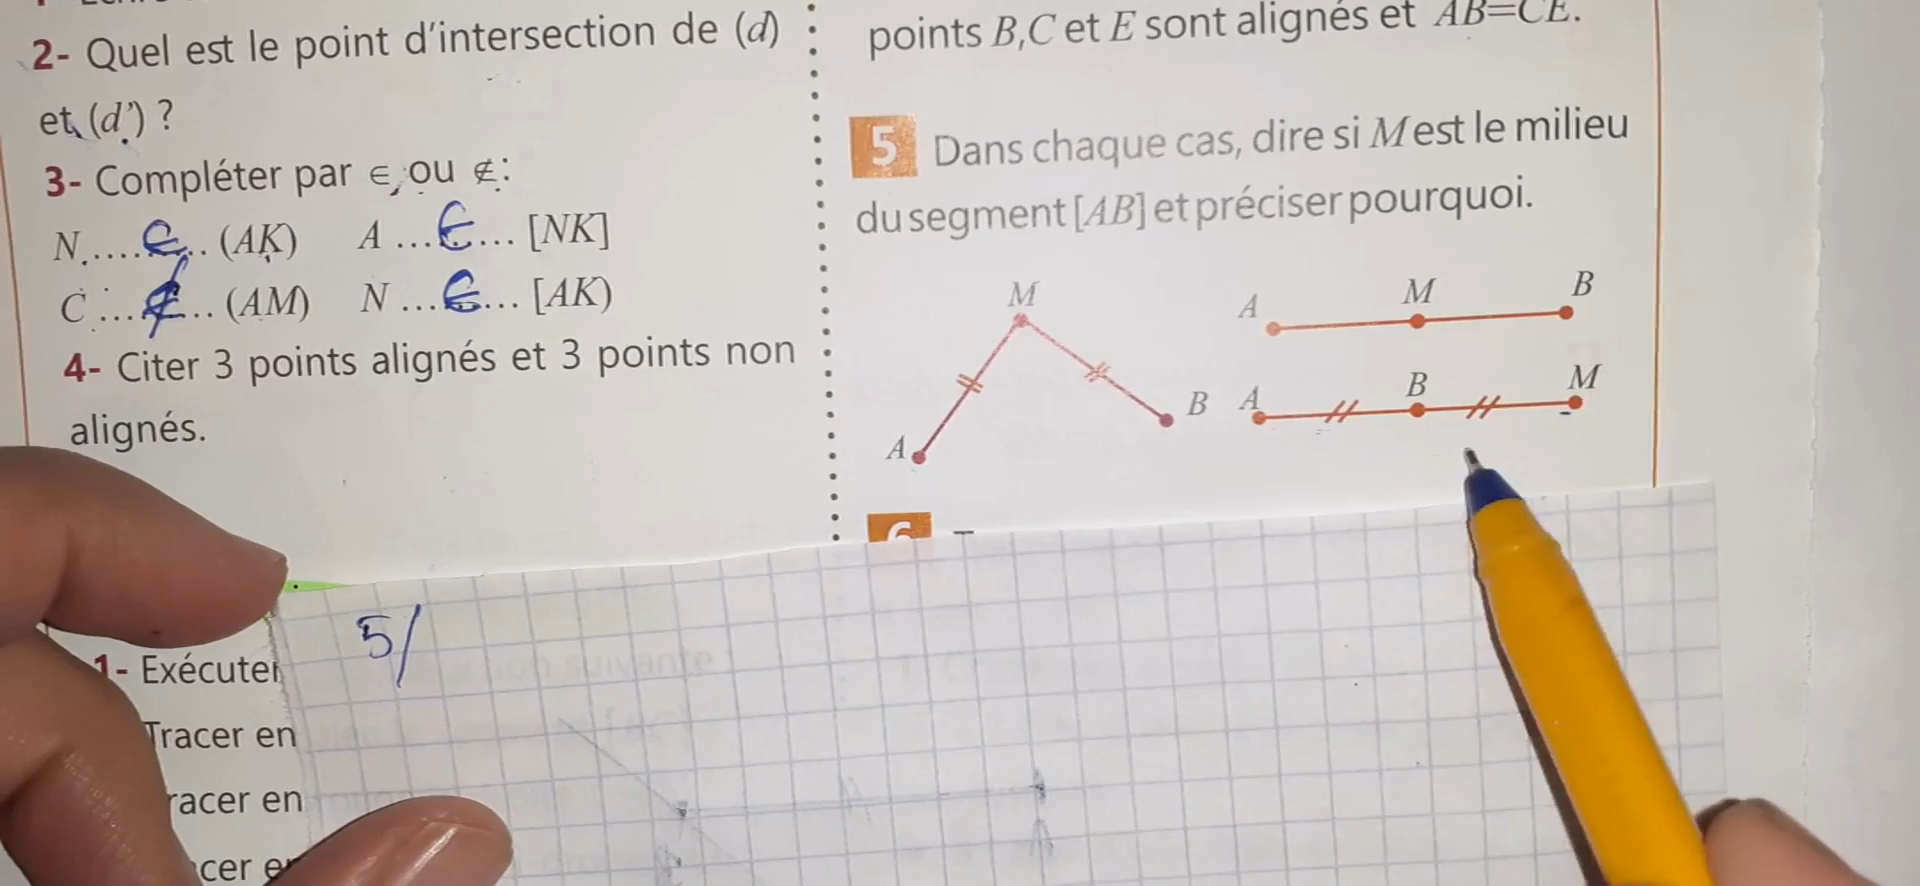 2- Quel est le point d'intersection de (d)
et (d') ?
3- Compléter par ∈ ou ∉:
N.....∈.. (AK) A ...∈... [NK]
C ...∉.. (AM) N ...∈... [AK)
4- Citer 3 points alignés et 3 points non
alignés.
1- Exécuter
Tracer en
racer en
cer e
points B,C et E sont alignés et AB=CE.
5 Dans chaque cas, dire si M est le milieu
du segment [AB] et préciser pourquoi.
M
A
B
A M B
A B M
6
5/